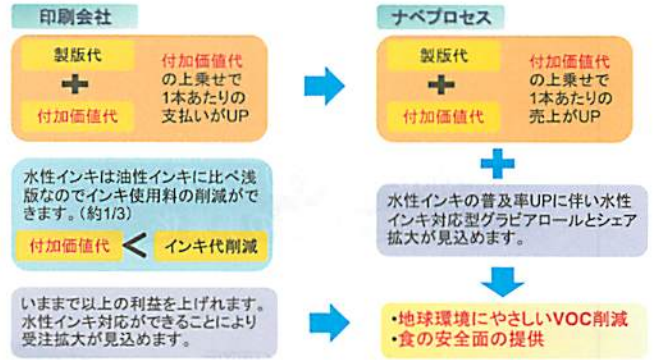 印刷会社
製版代
+
付加価値代
付加価値代
の上乗せで
1本あたりの
支払いがUP
水性インキは油性インキに比べ浅
版なのでインキ使用料の削減がで
きます。(約1/3)
付加価値代 < インキ代削減
いままで以上の利益を上げれます。
水性インキ対応ができることにより
受注拡大が見込めます。
ナベプロセス
製版代
+
付加価値代
付加価値代
の上乗せで
1本あたりの
売上がUP
水性インキの普及率UPに伴い水性
インキ対応型グラビアロールとシェア
拡大が見込めます。
•地球環境にやさしいVOC削減
•食の安全面の提供